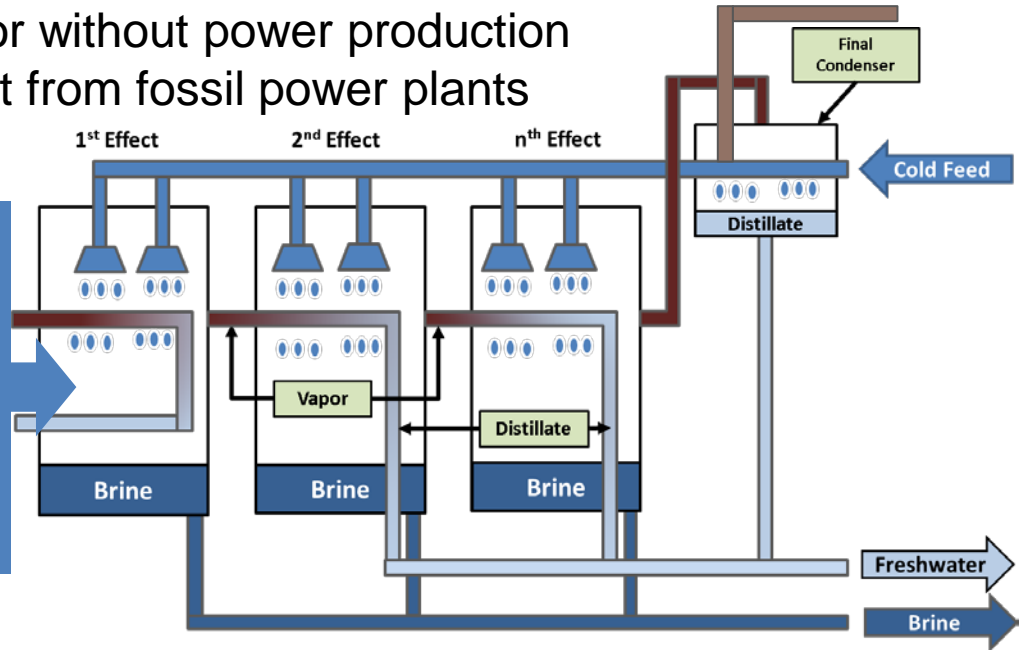 or without power production
t from fossil power plants
Final
Condenser
1st Effect
2nd Effect
nth Effect
Cold Feed
Distillate
Vapor
Distillate
Brine
Brine
Brine
Freshwater
Brine